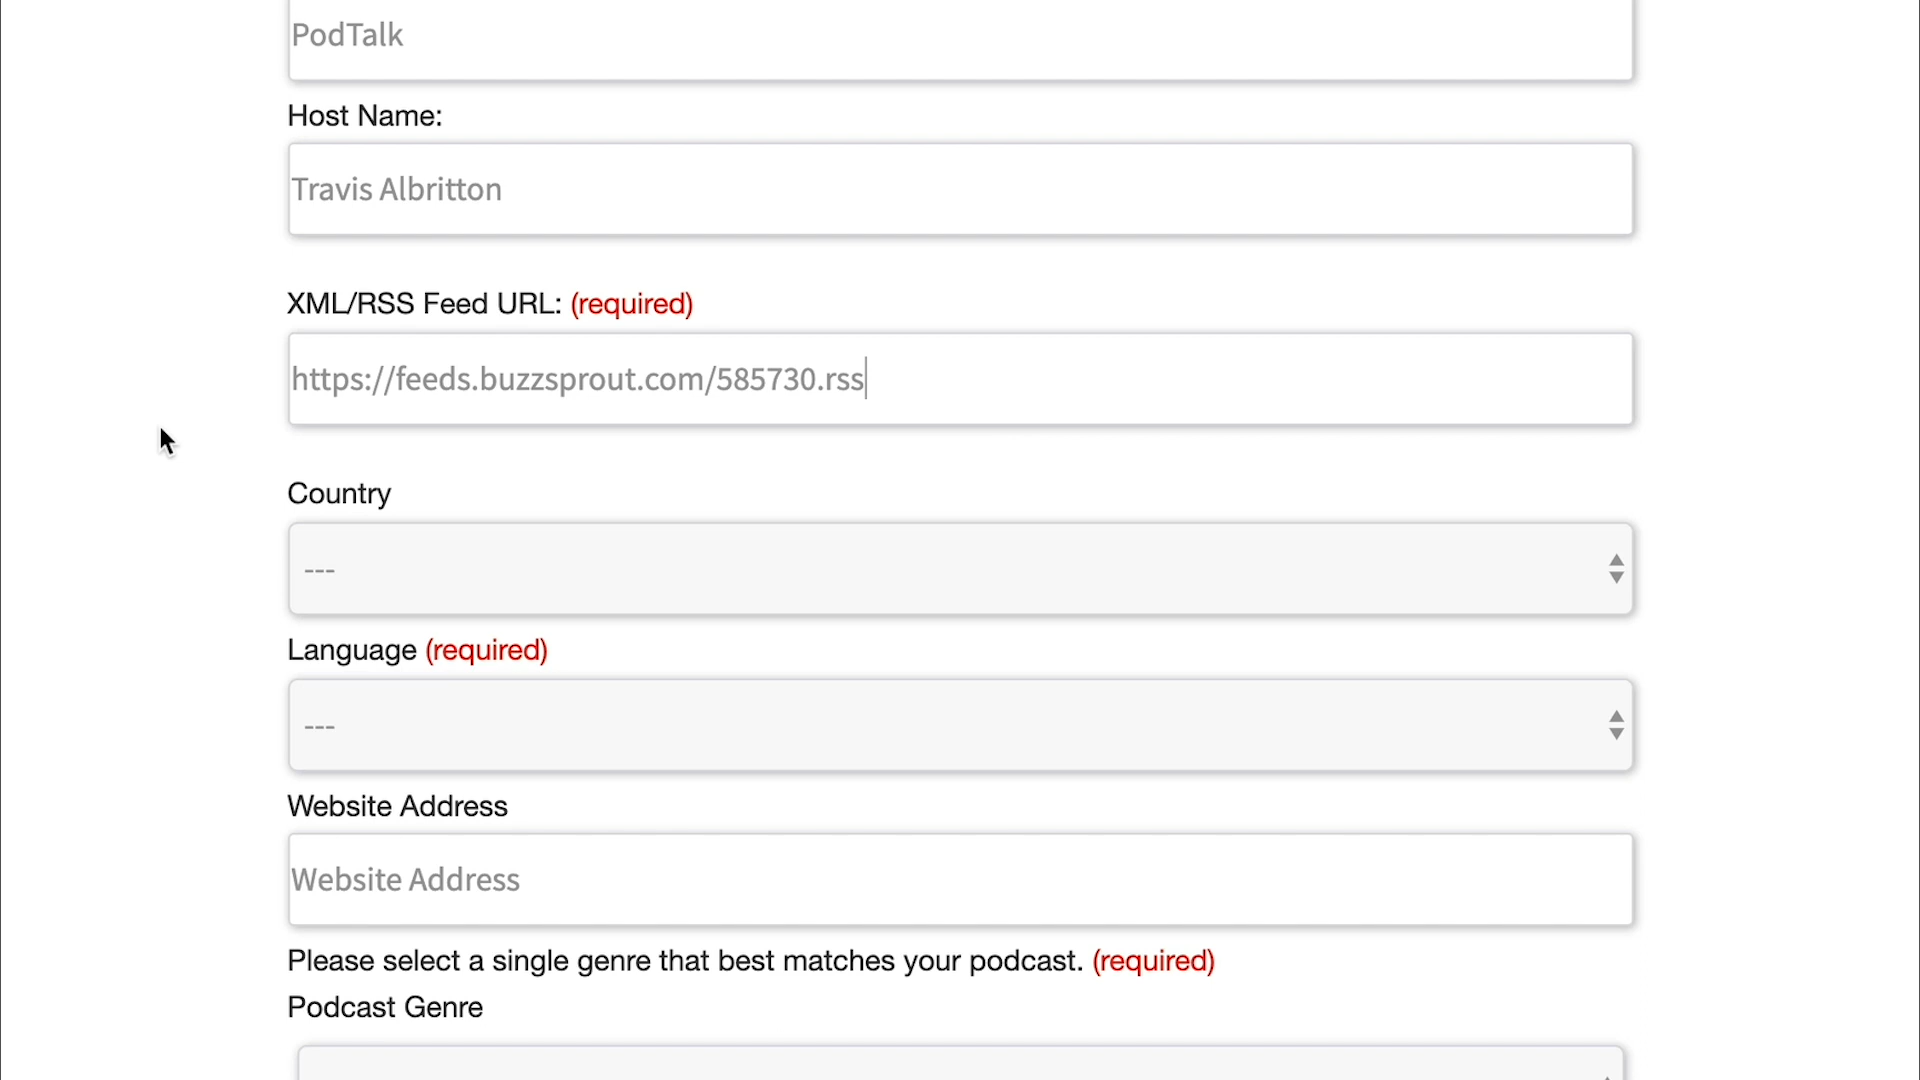 PodTalk
Host Name:
Travis Albritton
XML/RSS Feed URL: (required)
https://feeds.buzzsprout.com/585730.rss
Country
---
Language (required)
---
Website Address
Website Address
Please select a single genre that best matches your podcast. (required)
Podcast Genre